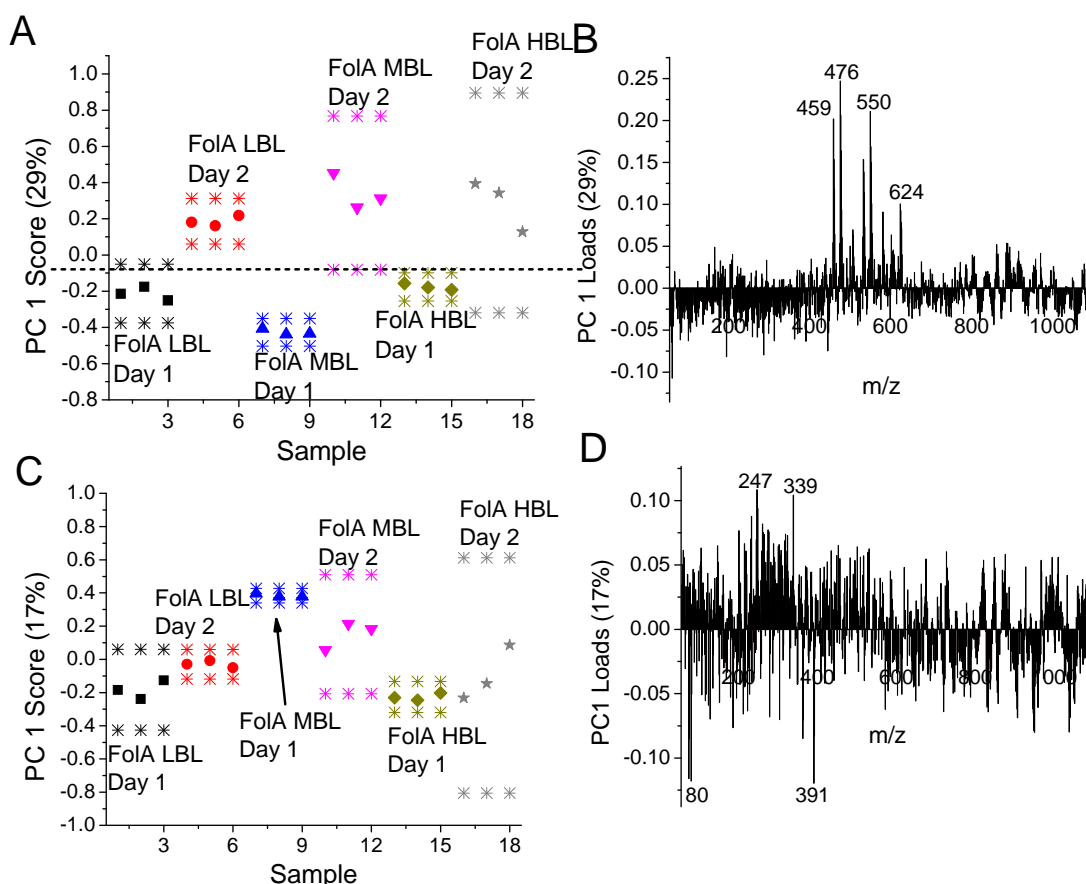 A
PC 1 Score (29%)
1.0
0.8
0.6
0.4
0.2
0.0
-0.2
-0.4
-0.6
-0.8
FolA LBL
Day 1
FolA LBL
Day 2
FolA MBL
Day 1
FolA MBL
Day 2
FolA HBL
Day 1
FolA HBL
Day 2
3 6 9 12 15 18
Sample
B
PC 1 Loads (29%)
0.25
0.20
0.15
0.10
0.05
0.00
-0.05
-0.10
459
476
550
624
200 400 600 800 1000
m/z
C
PC 1 Score (17%)
1.0
0.8
0.6
0.4
0.2
0.0
-0.2
-0.4
-0.6
-0.8
-1.0
FolA LBL
Day 1
FolA LBL
Day 2
FolA MBL
Day 1
FolA MBL
Day 2
FolA HBL
Day 1
FolA HBL
Day 2
3 6 9 12 15 18
Sample
D
PC1 Loads (17%)
0.10
0.05
0.00
-0.05
-0.10
247
339
80
391
200 400 600 800 1000
m/z